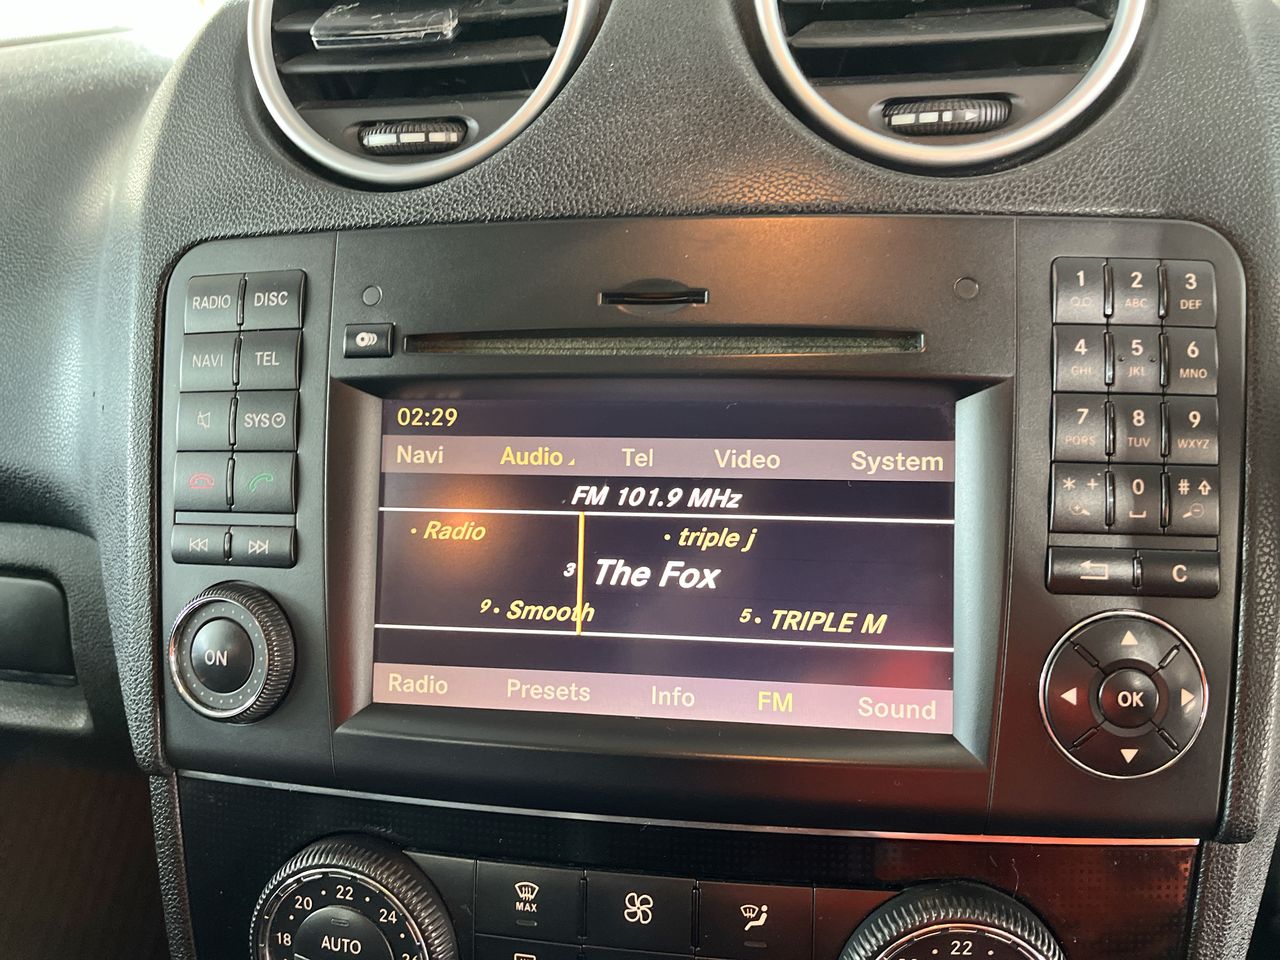 RADIO DISC
NAVI TEL
SYS
ON
02:29
Navi Audio Tel Video System
FM 101.9 MHz
• Radio • triple j
3 The Fox
9 • Smooth 5 • TRIPLE M
Radio Presets Info FM Sound
1 2 ABC 3 DEF
4 GHI 5 JKL 6 MNO
7 PQRS 8 TUV 9 WXYZ
* + 0 #
C
OK
18 20 22 24
AUTO
MAX
22